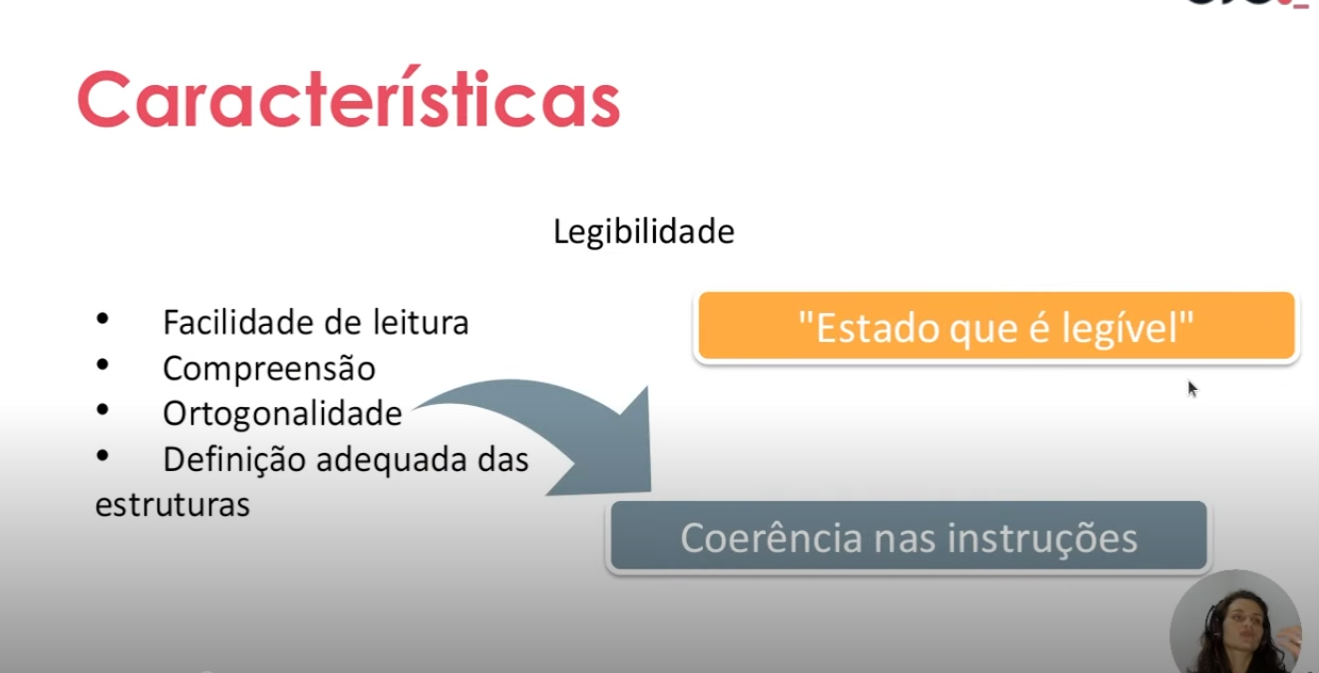 Características
Legibilidade
• Facilidade de leitura
• Compreensão
• Ortogonalidade
• Definição adequada das
estruturas
"Estado que é legível"
Coerência nas instruções